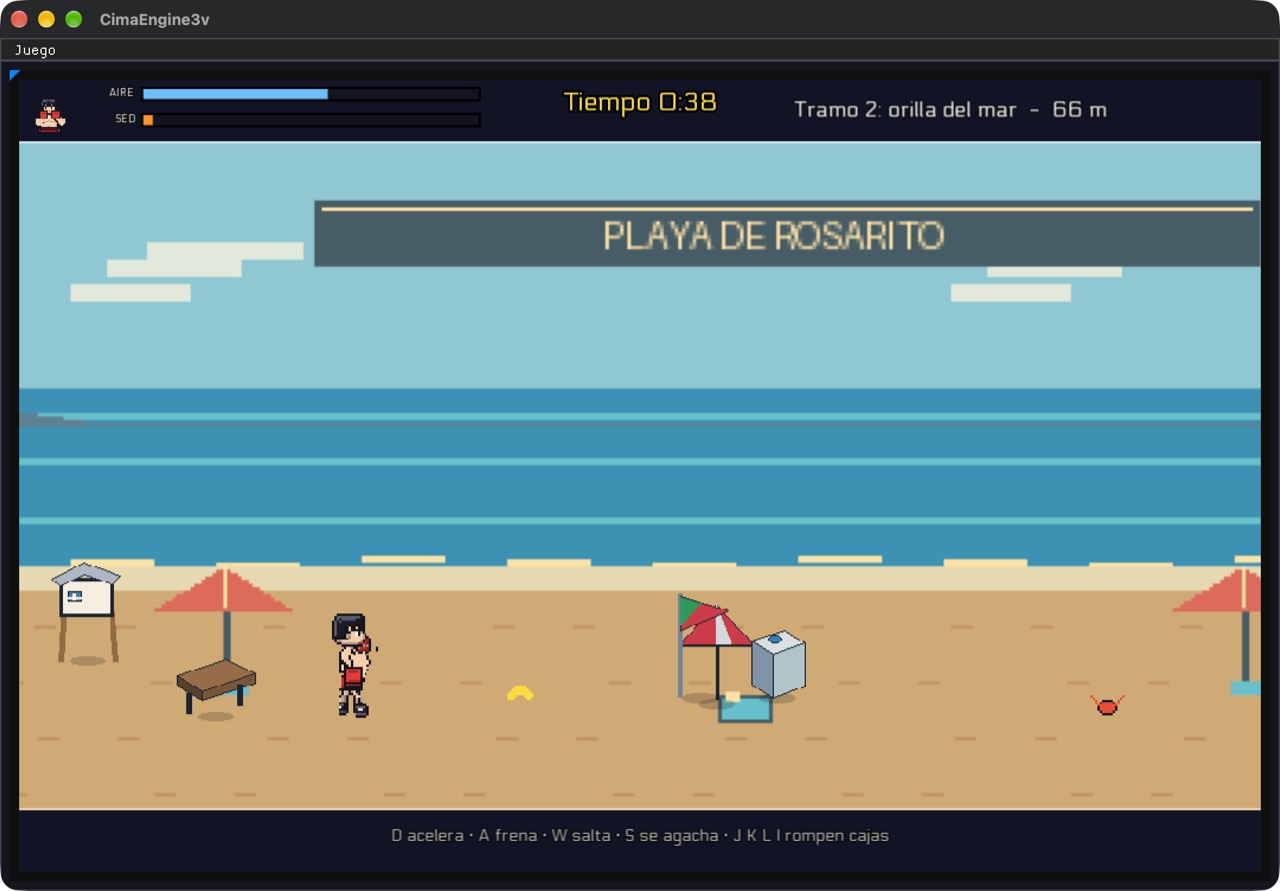 CimaEngine3v
Juego
AIRE
SED
Tiempo 0:38
Tramo 2: orilla del mar - 66 m
PLAYA DE ROSARITO
D acelera · A frena · W salta · S se agacha · J K L I rompen cajas